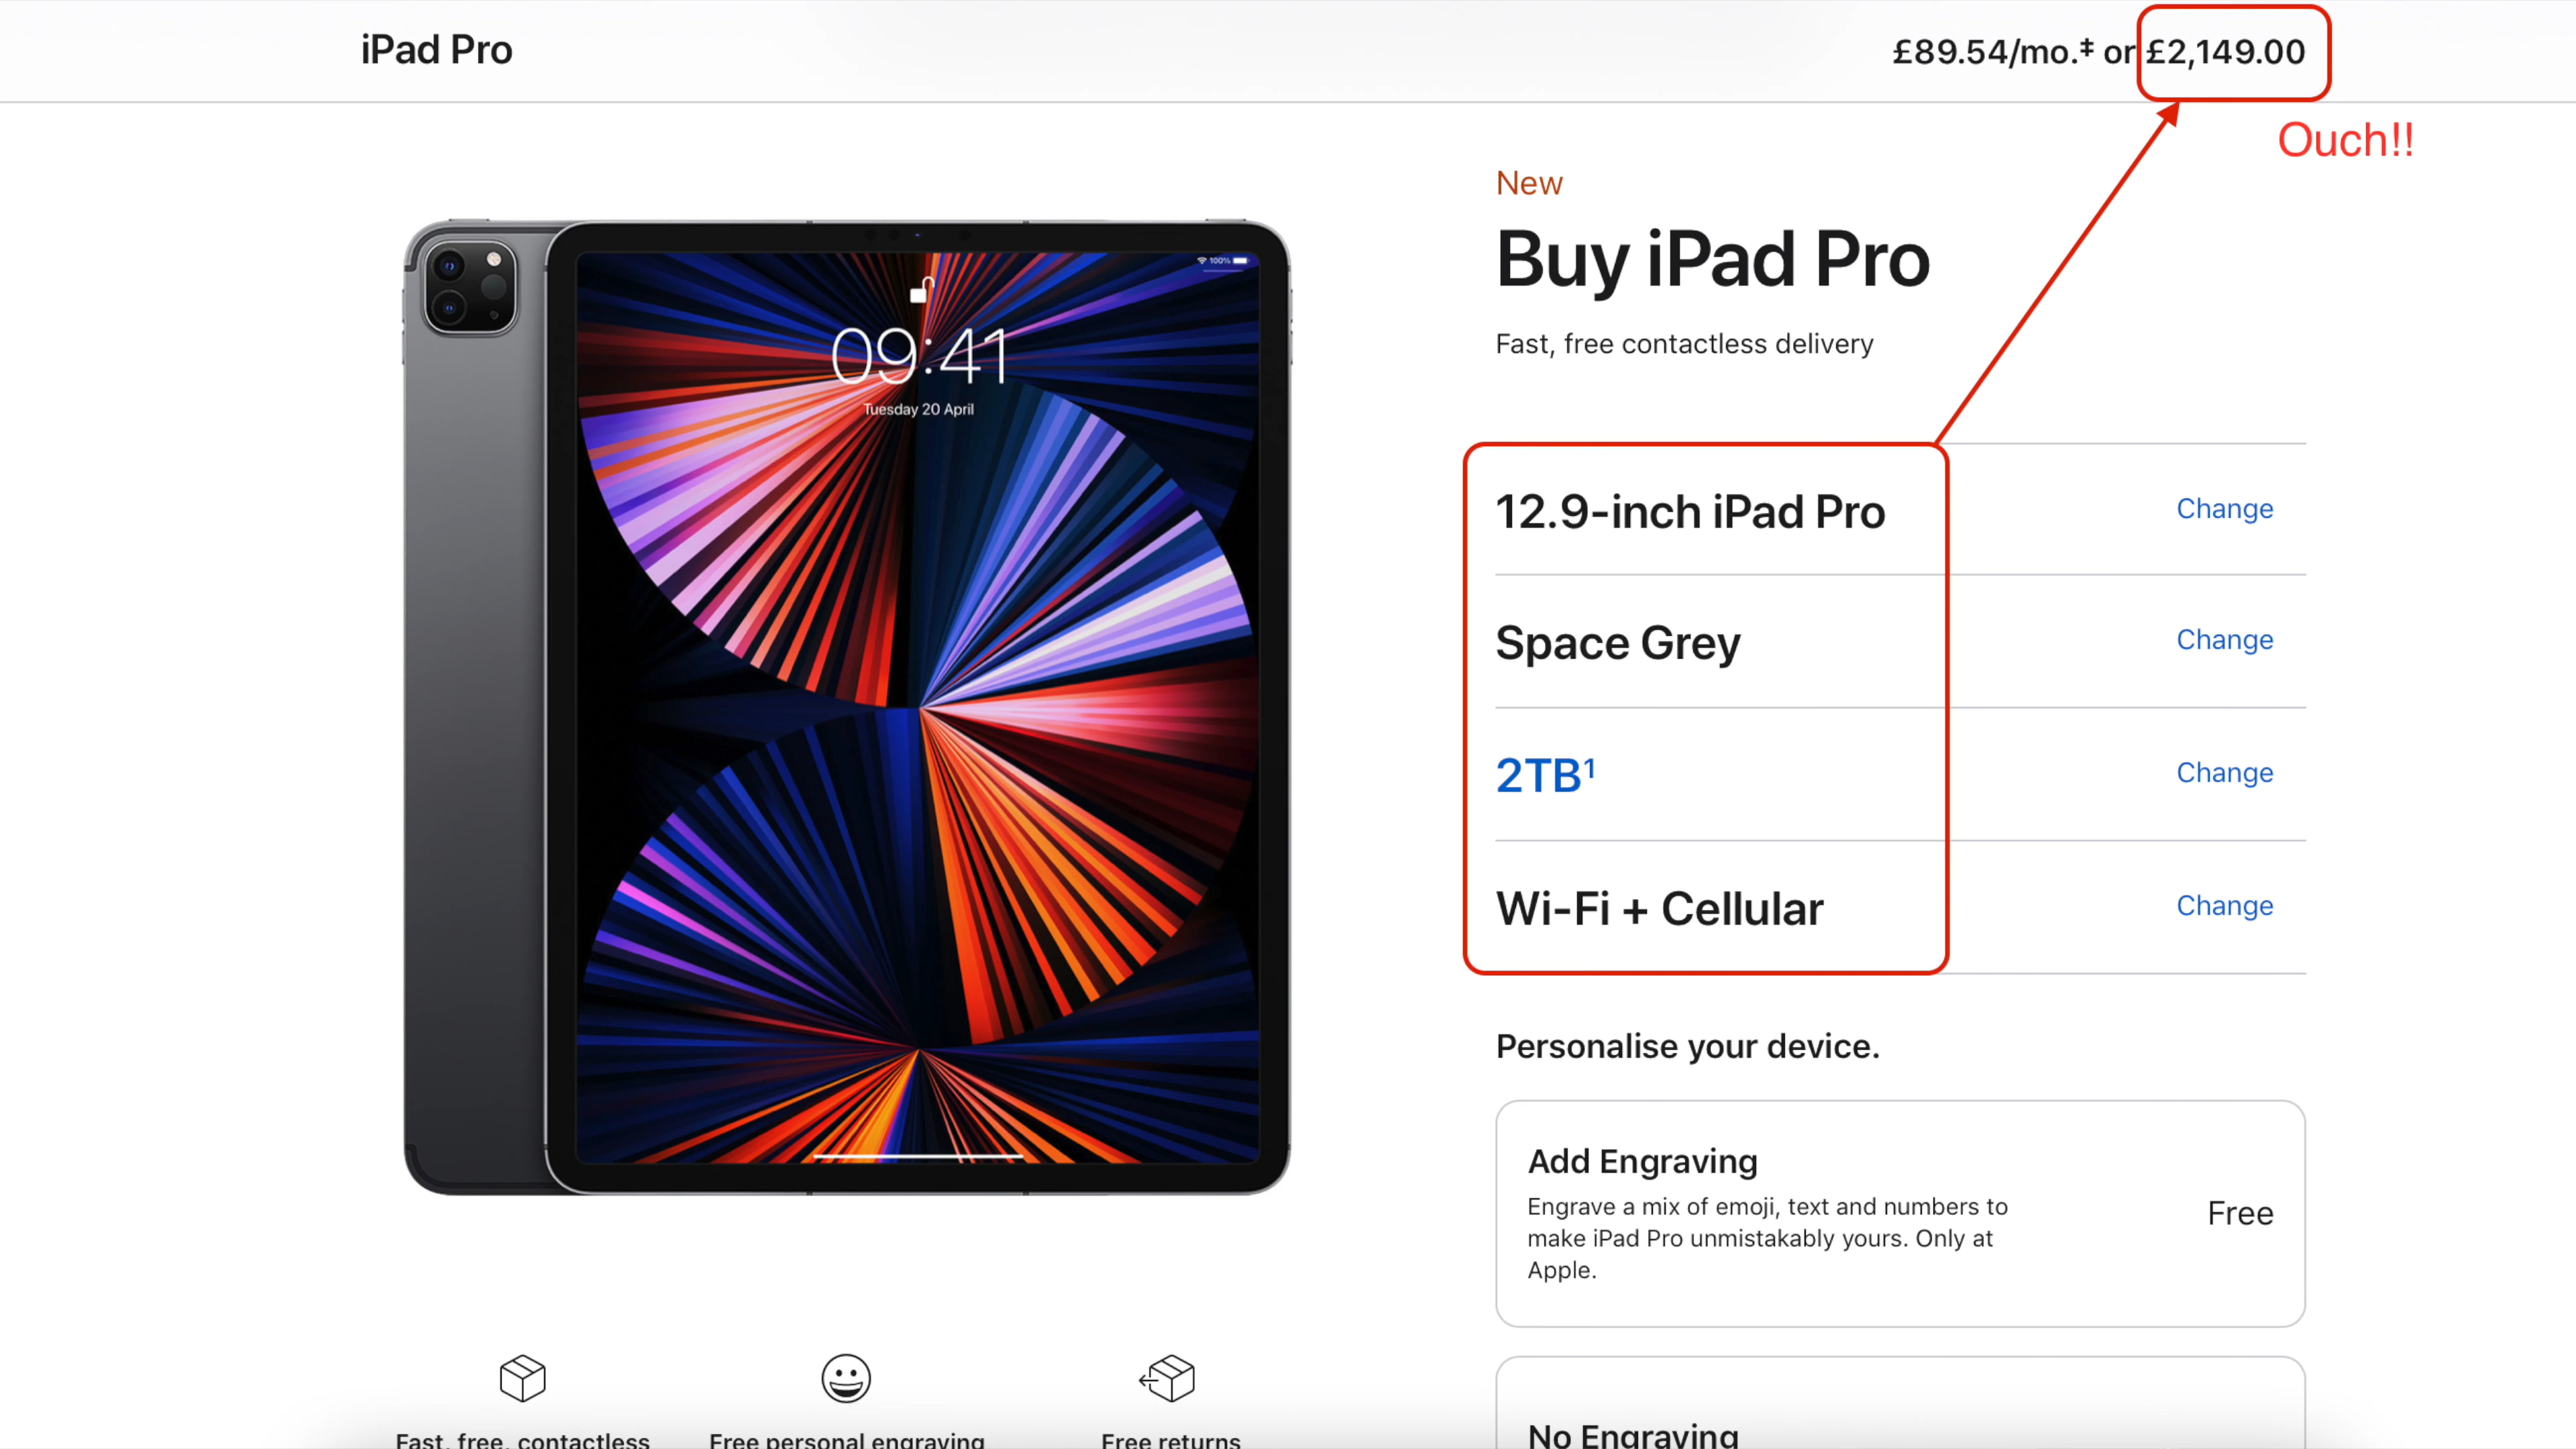 iPad Pro
£89.54/mo.‡ or £2,149.00
Ouch!!
New
Buy iPad Pro
Fast, free contactless delivery
100%
09:41
Tuesday 20 April
12.9-inch iPad Pro
Change
Space Grey
Change
2TB¹
Change
Wi-Fi + Cellular
Change
Personalise your device.
Add Engraving
Engrave a mix of emoji, text and numbers to
make iPad Pro unmistakably yours. Only at
Apple.
Free
No Engraving
Fast, free, contactless
Free personal engraving
Free returns